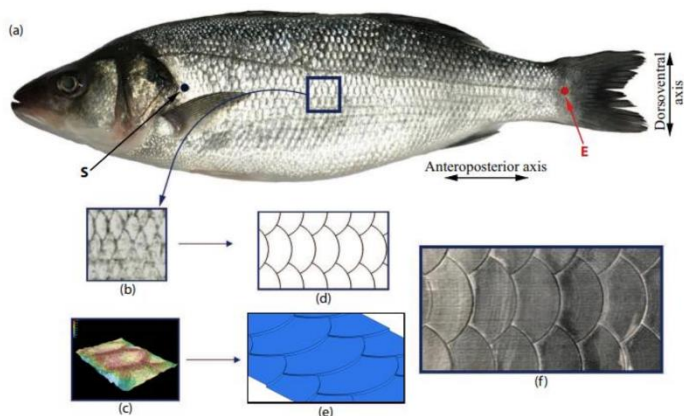 (a)
Dorsoventral
axis
S
E
Anteroposterior axis
(b)
(d)
(c)
(e)
(f)